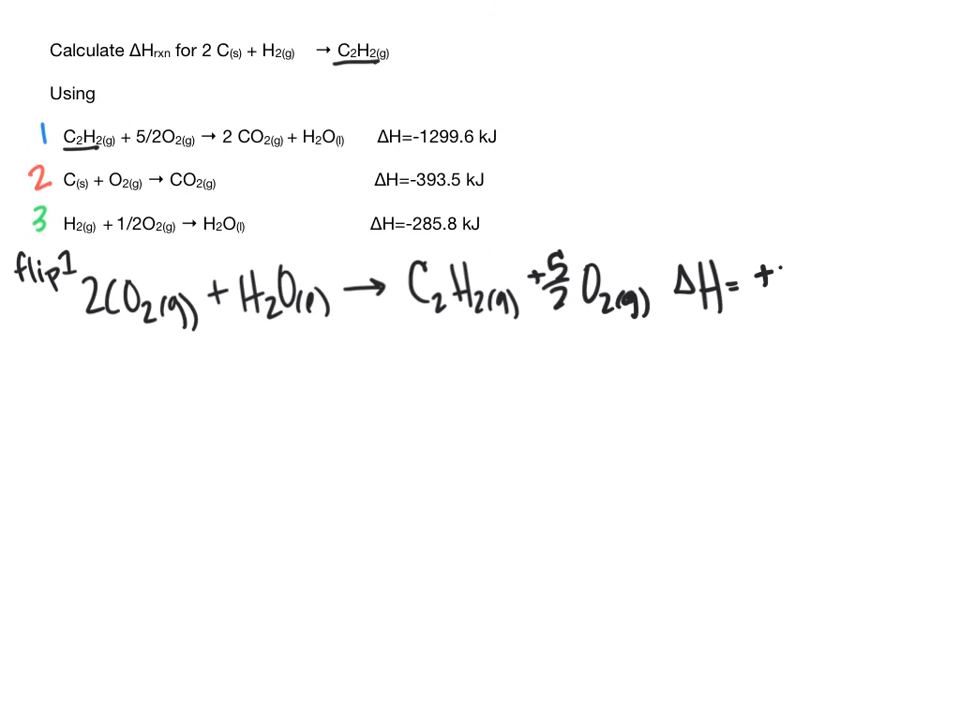 Calculate ΔHrxn for 2 C(s) + H2(g) → C2H2(g)
Using
1 C2H2(g) + 5/2O2(g) → 2 CO2(g) + H2O(l) ΔH=-1299.6 kJ
2 C(s) + O2(g) → CO2(g) ΔH=-393.5 kJ
3 H2(g) + 1/2O2(g) → H2O(l) ΔH=-285.8 kJ
flip 1 2CO2(g) + H2O(l) → C2H2(g) + 5/2 O2(g) ΔH= +